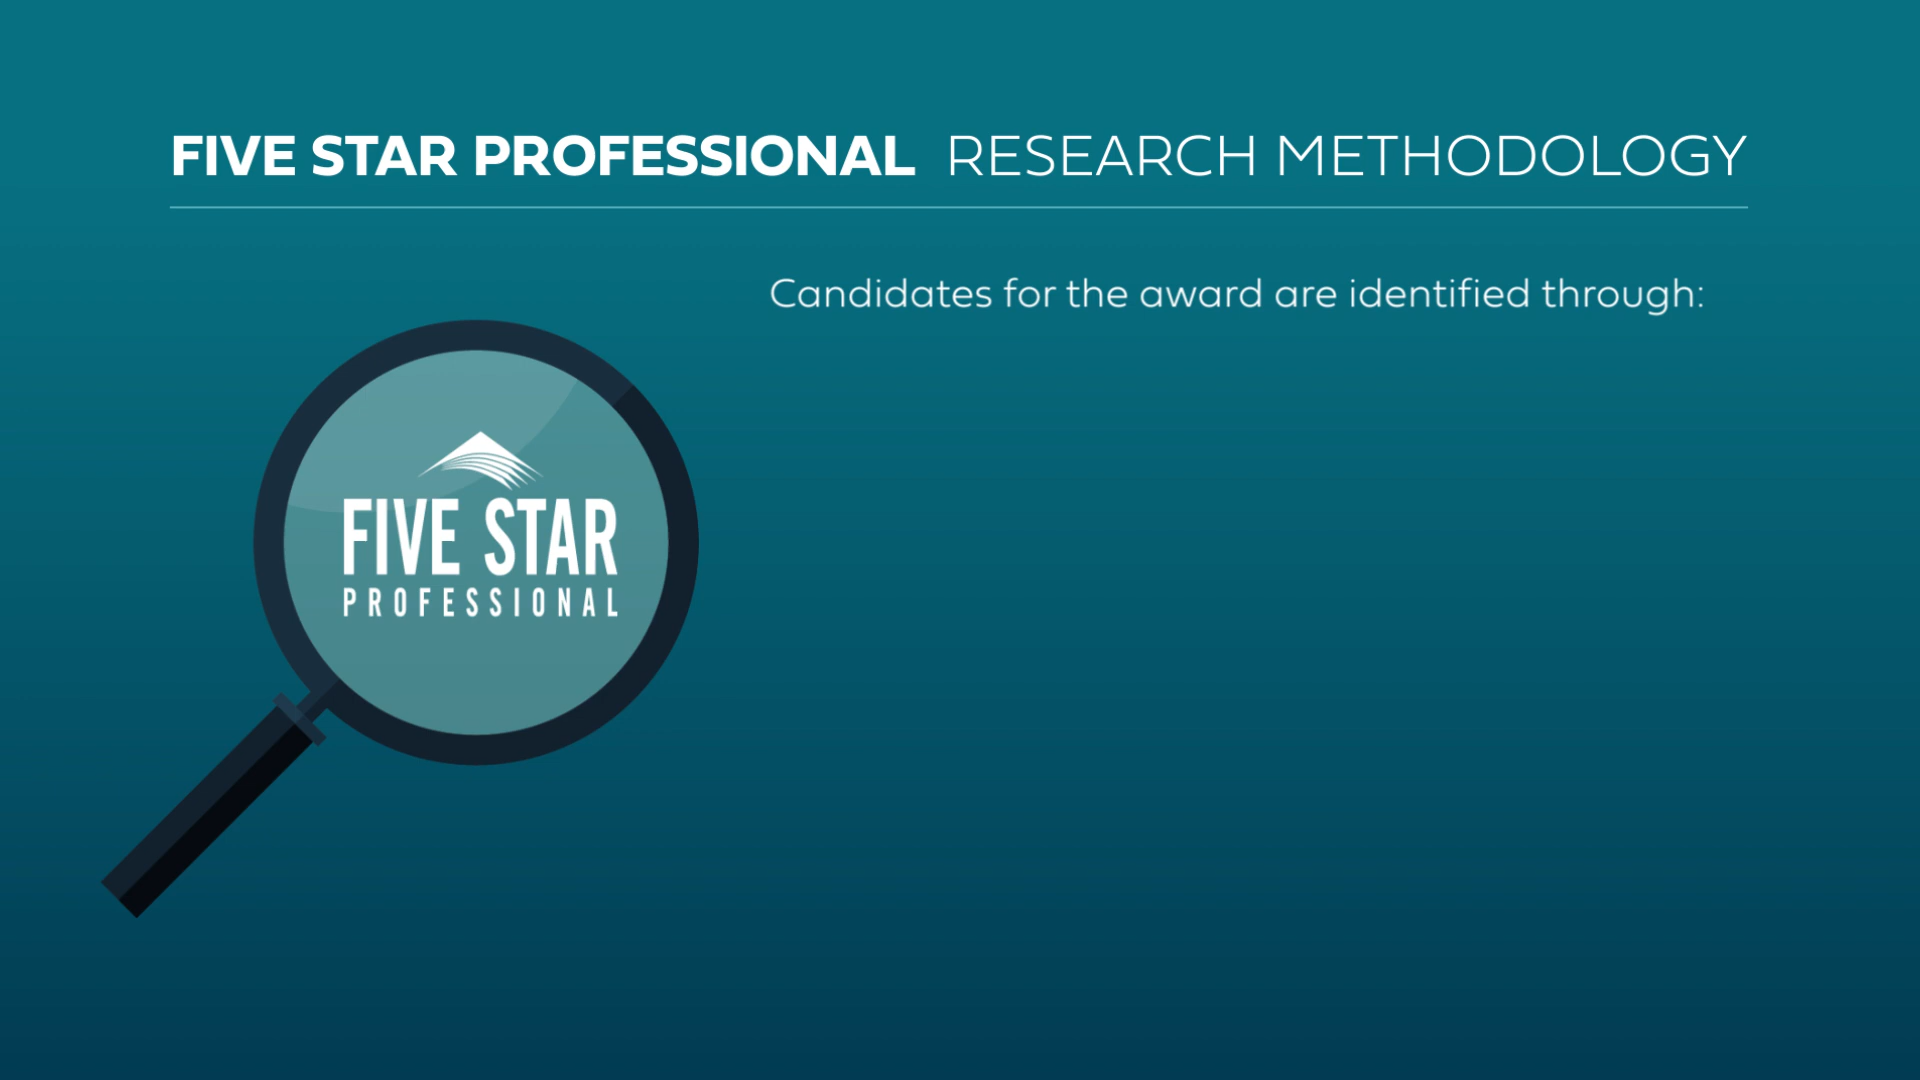 FIVE STAR PROFESSIONAL RESEARCH METHODOLOGY
Candidates for the award are identified through:
FIVE STAR
PROFESSIONAL